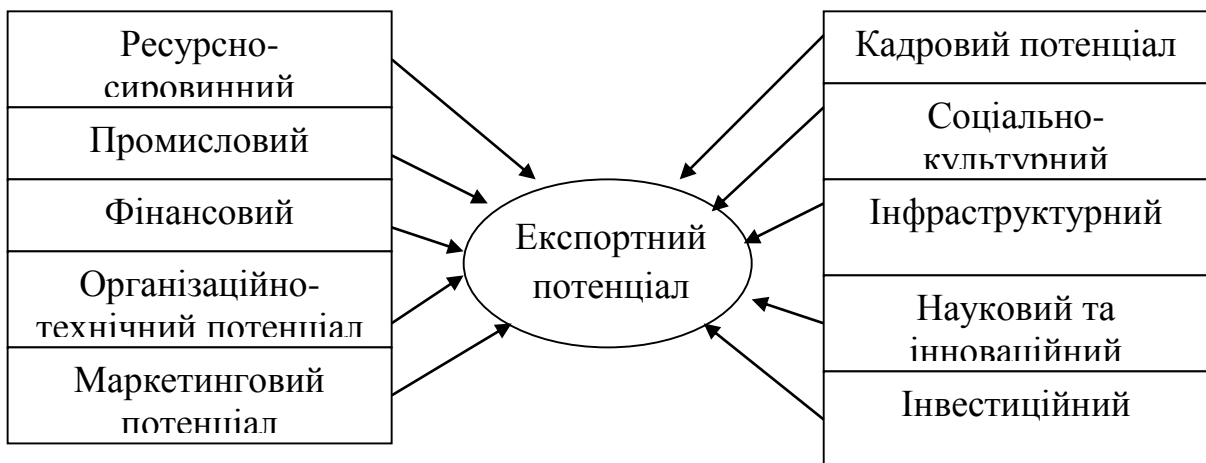 Ресурсно-
сировинний
Промисловий
Фінансовий
Організаційно-
технічний потенціал
Маркетинговий
потенціал
Експортний
потенціал
Кадровий потенціал
Соціально-
культурний
Інфраструктурний
Науковий та
інноваційний
Інвестиційний